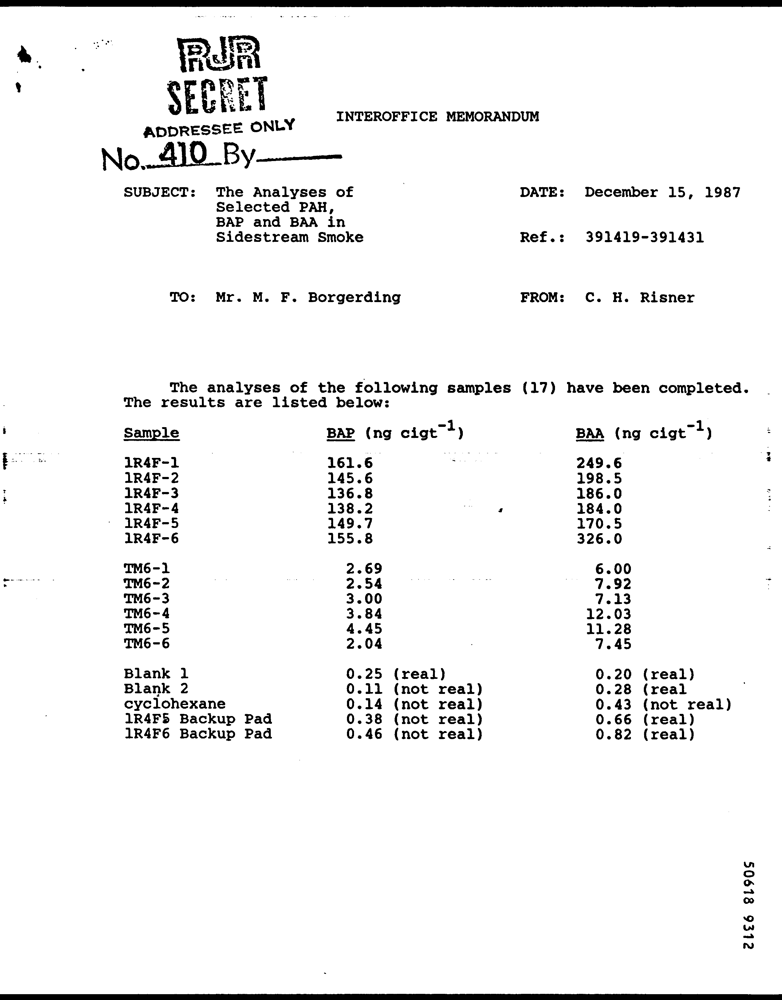 RJR
SECRET
ADDRESSEE ONLY
No. 410 By
INTEROFFICE MEMORANDUM
SUBJECT: The Analyses of Selected PAH, BAP and BAA in Sidestream Smoke
DATE: December 15, 1987
Ref.: 391419-391431
TO: Mr. M. F. Borgerding FROM: C. H. Risner
The analyses of the following samples (17) have been completed.
The results are listed below:
Sample BAP (ng cigt-1) BAA (ng cigt-1)
1R4F-1 161.6 249.6
1R4F-2 145.6 198.5
1R4F-3 136.8 186.0
1R4F-4 138.2 184.0
1R4F-5 149.7 170.5
1R4F-6 155.8 326.0
TM6-1 2.69 6.00
TM6-2 2.54 7.92
TM6-3 3.00 7.13
TM6-4 3.84 12.03
TM6-5 4.45 11.28
TM6-6 2.04 7.45
Blank 1 0.25 (real) 0.20 (real)
Blank 2 0.11 (not real) 0.28 (real
cyclohexane 0.14 (not real) 0.43 (not real)
1R4F5 Backup Pad 0.38 (not real) 0.66 (real)
1R4F6 Backup Pad 0.46 (not real) 0.82 (real)
50618 9312